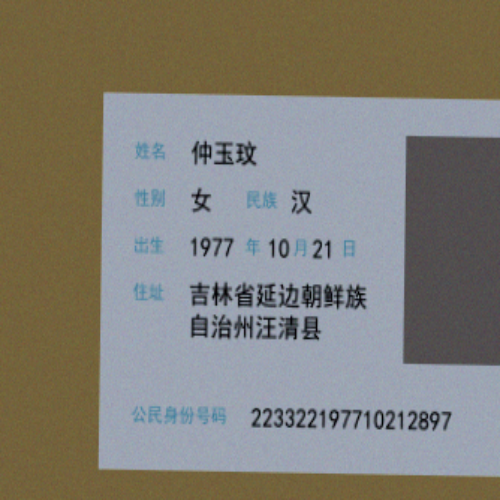 姓名 仲玉玟
性别 女 民族 汉
出生 1977 年 10 月 21 日
住址 吉林省延边朝鲜族
自治州汪清县
公民身份号码 223322197710212897